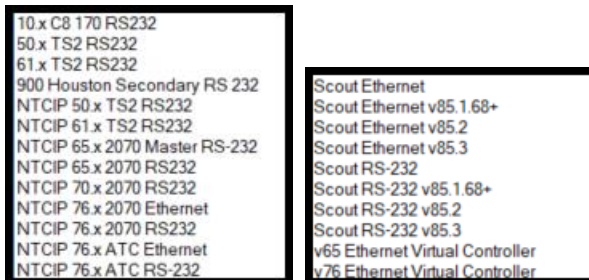 10.x C8 170 RS232
50.x TS2 RS232
61.x TS2 RS232
900 Houston Secondary RS 232
NTCIP 50.x TS2 RS232
NTCIP 61.x TS2 RS232
NTCIP 65.x 2070 Master RS-232
NTCIP 65.x 2070 RS232
NTCIP 70.x 2070 RS232
NTCIP 76.x 2070 Ethernet
NTCIP 76.x 2070 RS232
NTCIP 76.x ATC Ethernet
NTCIP 76.x ATC RS-232
Scout Ethernet
Scout Ethernet v85.1.68+
Scout Ethernet v85.2
Scout Ethernet v85.3
Scout RS-232
Scout RS-232 v85.1.68+
Scout RS-232 v85.2
Scout RS-232 v85.3
v65 Ethernet Virtual Controller
v76 Ethernet Virtual Controller